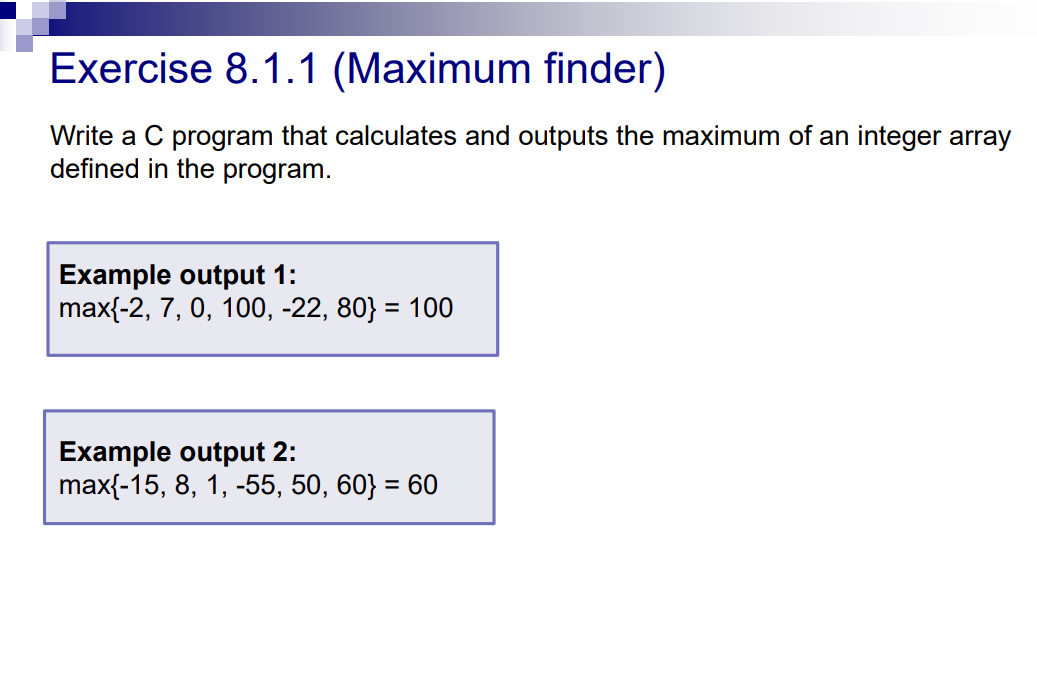 Exercise 8.1.1 (Maximum finder)
Write a C program that calculates and outputs the maximum of an integer array
defined in the program.
Example output 1:
max{-2, 7, 0, 100, -22, 80} = 100
Example output 2:
max{-15, 8, 1, -55, 50, 60} = 60